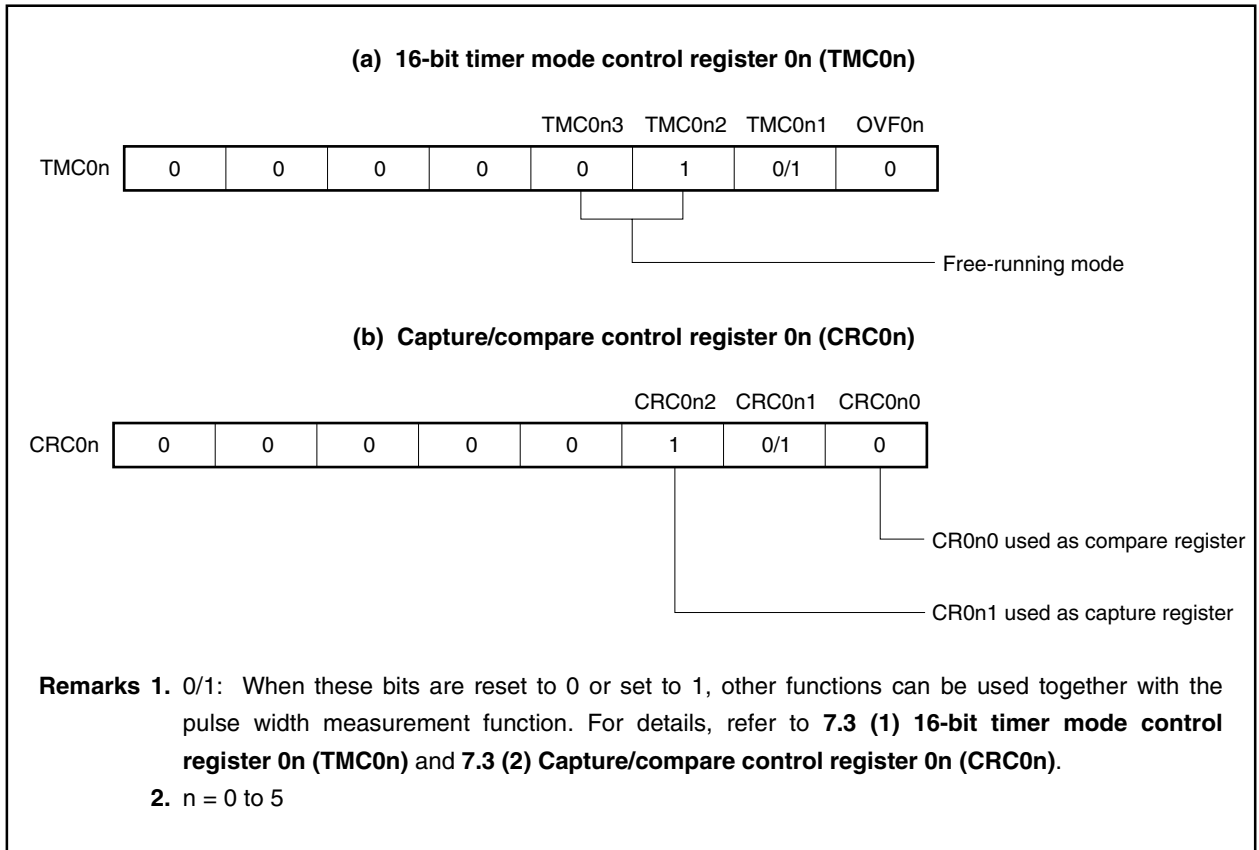 (a) 16-bit timer mode control register 0n (TMC0n)
TMC0n3 TMC0n2 TMC0n1 OVF0n
TMC0n 0 0 0 0 0 1 0/1 0
Free-running mode
(b) Capture/compare control register 0n (CRC0n)
CRC0n2 CRC0n1 CRC0n0
CRC0n 0 0 0 0 0 1 0/1 0
CR0n0 used as compare register
CR0n1 used as capture register
Remarks 1. 0/1: When these bits are reset to 0 or set to 1, other functions can be used together with the
pulse width measurement function. For details, refer to 7.3 (1) 16-bit timer mode control
register 0n (TMC0n) and 7.3 (2) Capture/compare control register 0n (CRC0n).
2. n = 0 to 5